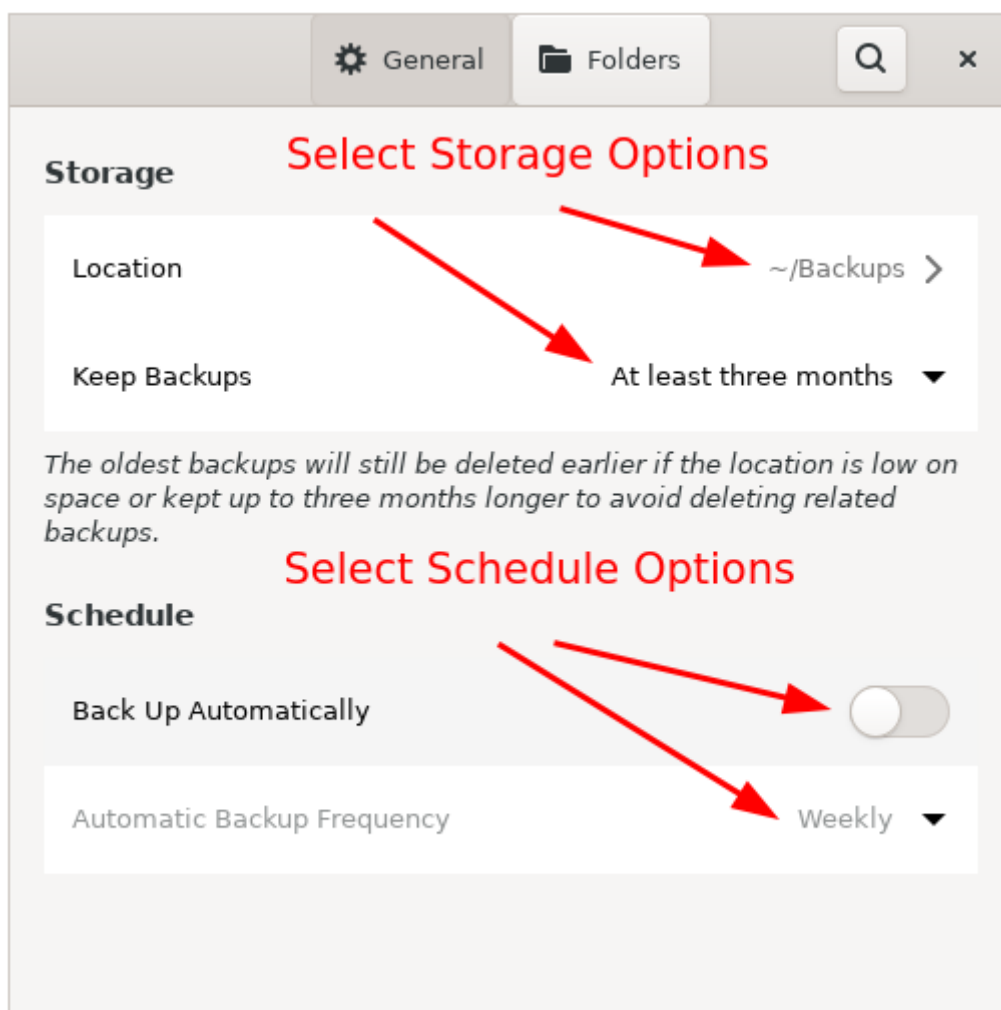 General
Folders
Select Storage Options
Storage
Location
~/Backups
Keep Backups
At least three months
The oldest backups will still be deleted earlier if the location is low on
space or kept up to three months longer to avoid deleting related
backups.
Select Schedule Options
Schedule
Back Up Automatically
Automatic Backup Frequency
Weekly